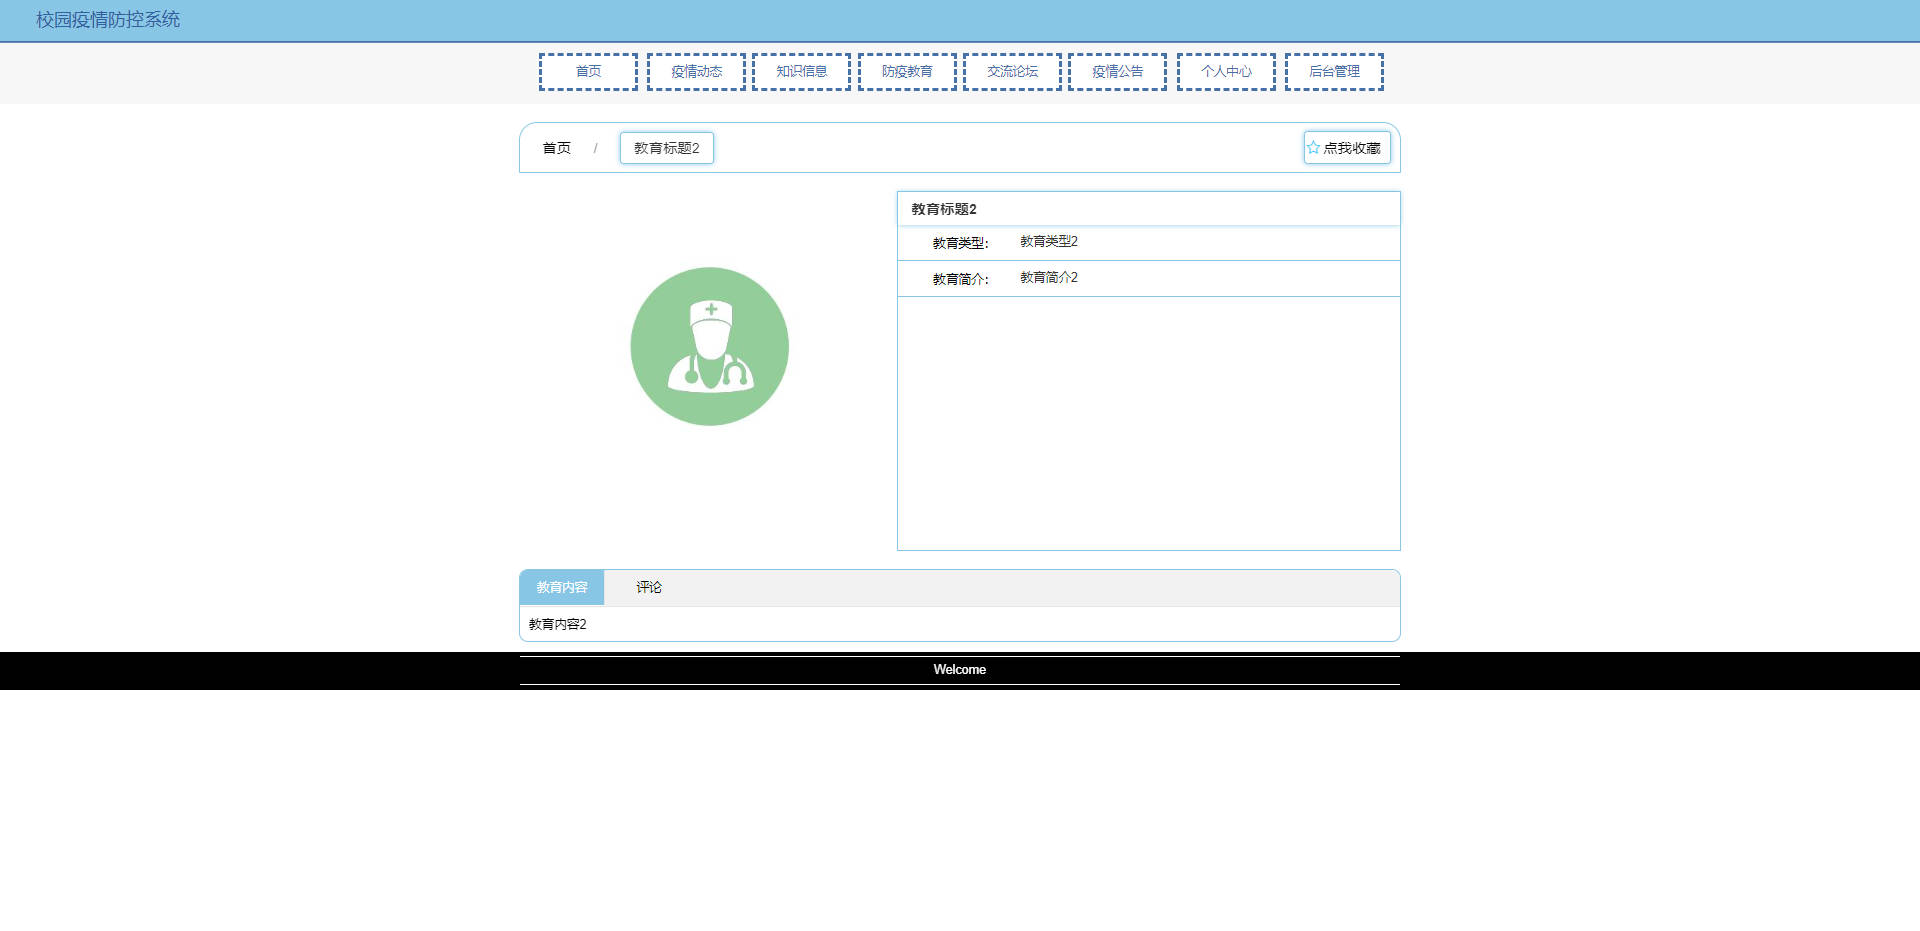 校园疫情防控系统
首页 疫情动态 知识信息 防疫教育 交流论坛 疫情公告 个人中心 后台管理
首页 / 教育标题2 点我收藏
教育标题2
教育类型: 教育类型2
教育简介: 教育简介2
教育内容 评论
教育内容2
Welcome